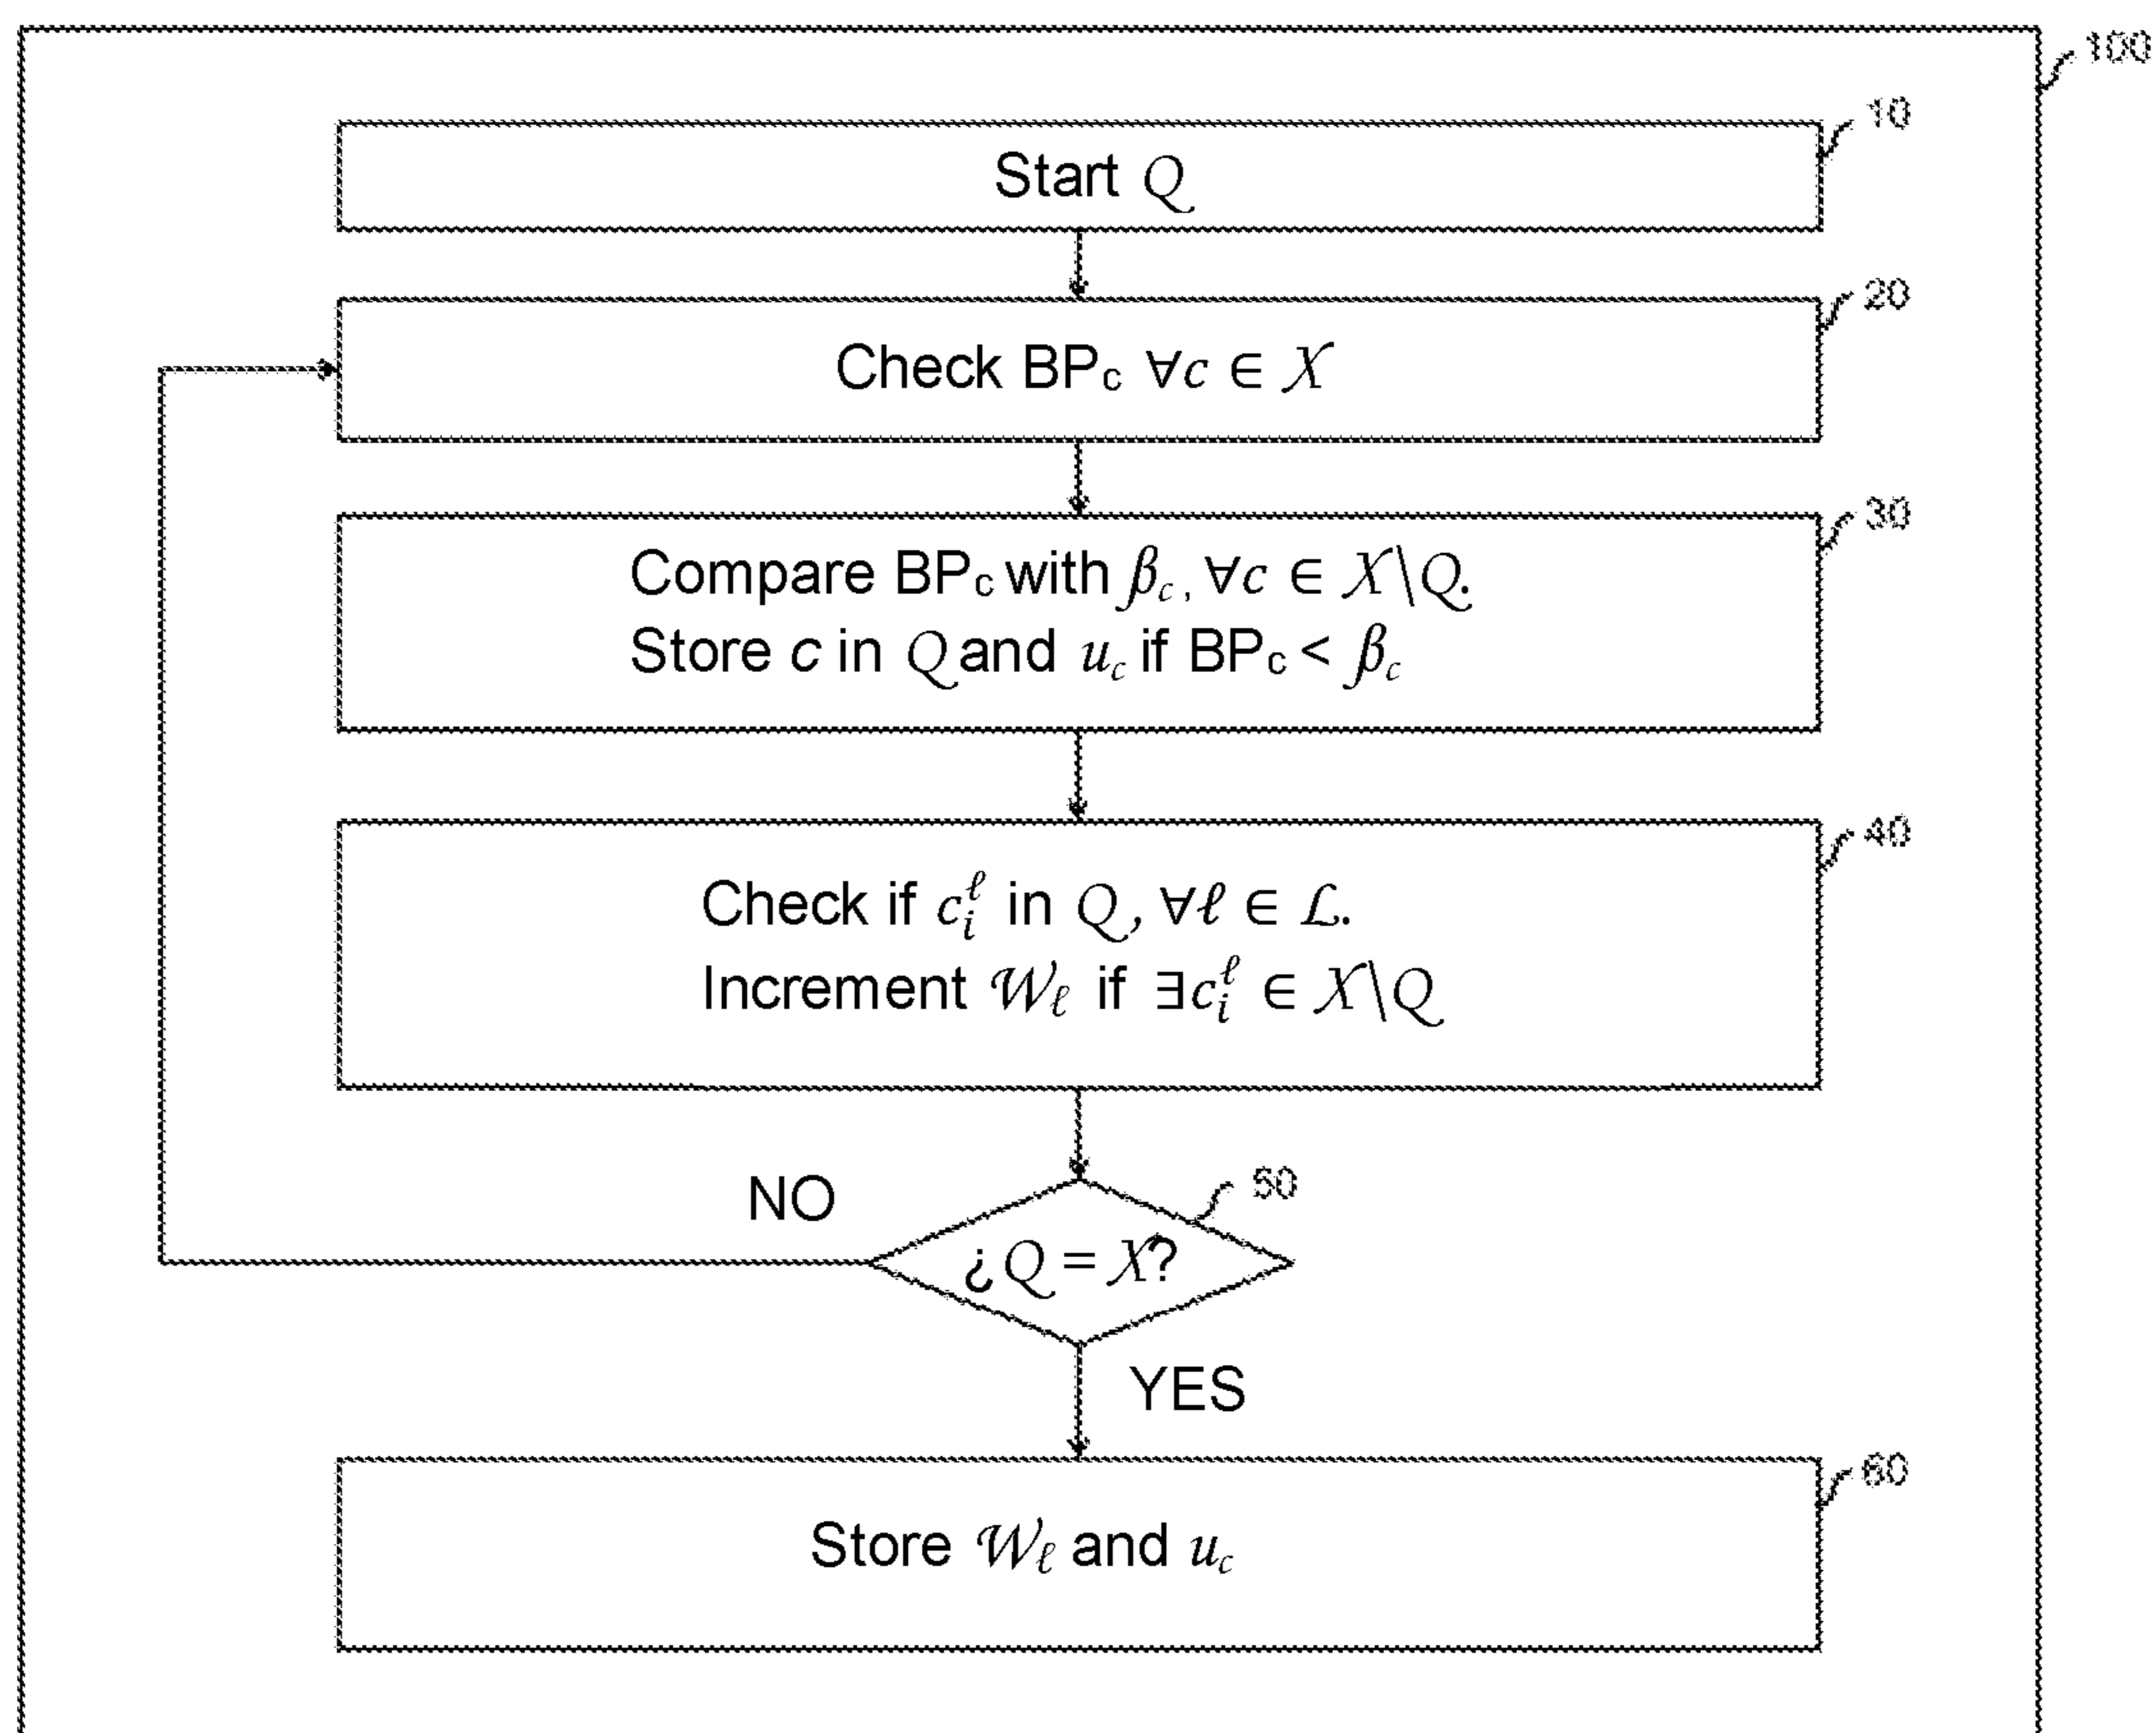 100
10
Start Q
20
Check BPc ∀c ∈ X
30
Compare BPc with βc, ∀c ∈ X\Q.
Store c in Q and uc if BPc < βc
40
Check if c_i^ℓ in Q, ∀ℓ ∈ ℒ.
Increment 𝒲ℓ if ∃c_i^ℓ ∈ X\Q
50
NO
¿Q = X?
YES
60
Store 𝒲ℓ and uc